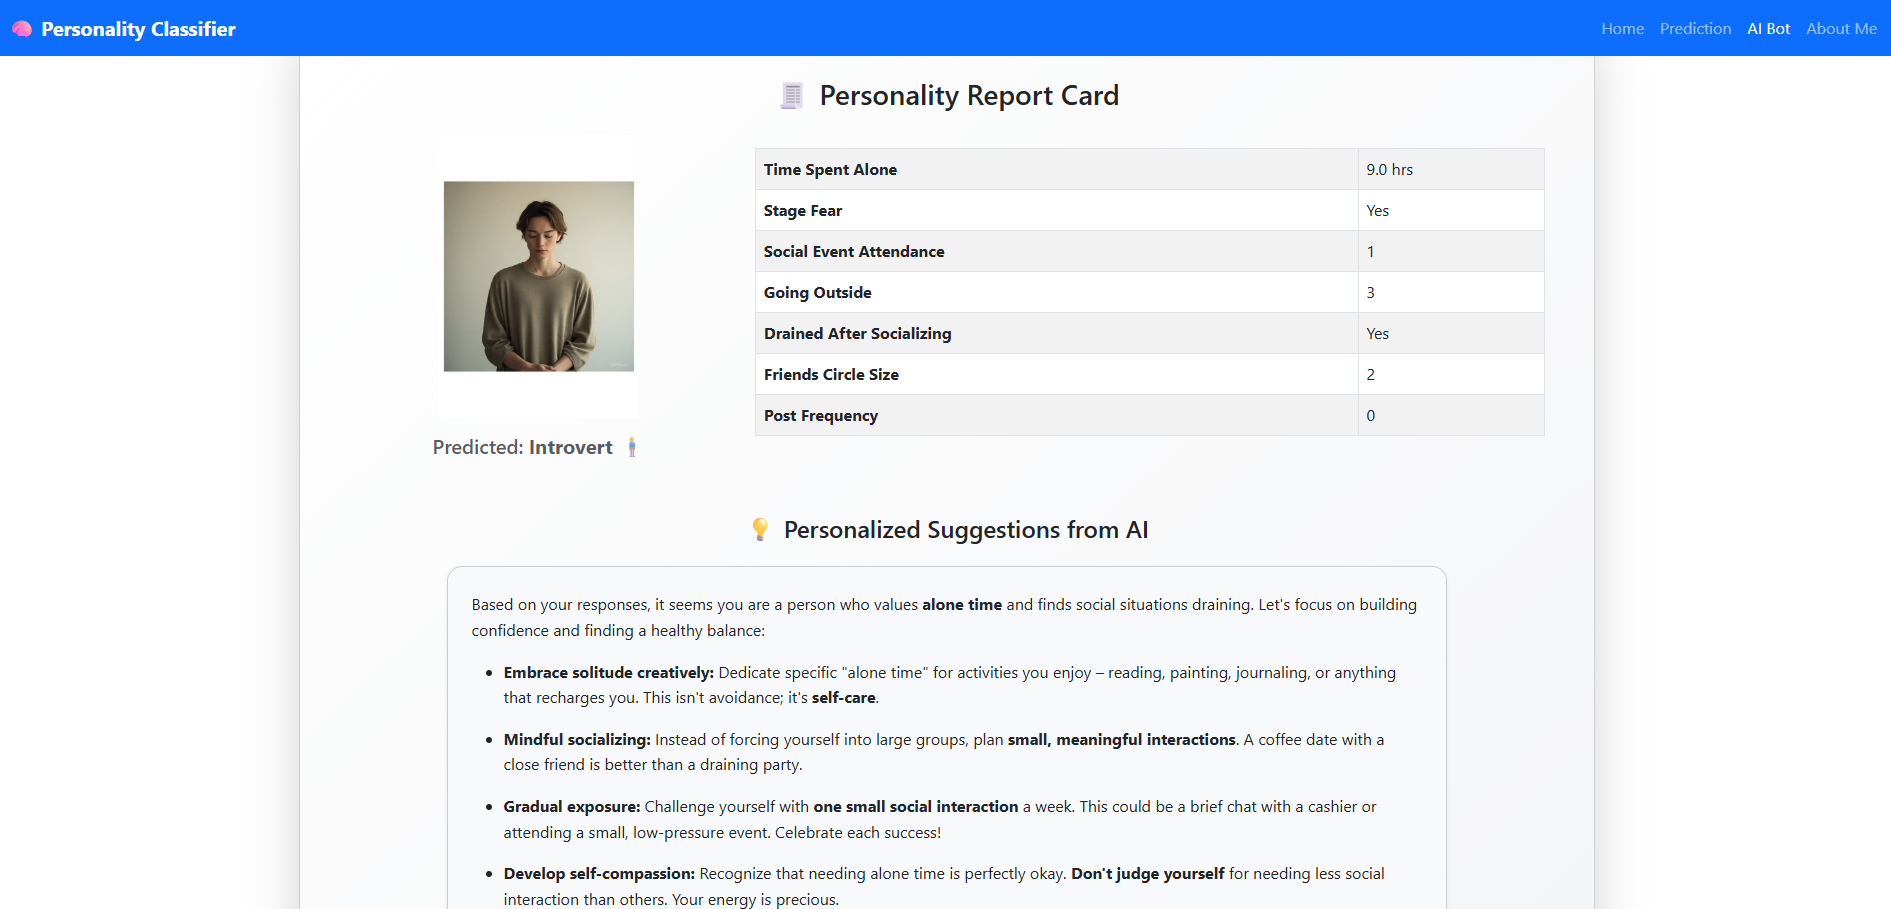 Personality Classifier
Home Prediction AI Bot About Me
Personality Report Card
Time Spent Alone 9.0 hrs
Stage Fear Yes
Social Event Attendance 1
Going Outside 3
Drained After Socializing Yes
Friends Circle Size 2
Post Frequency 0
Predicted: Introvert
Personalized Suggestions from AI
Based on your responses, it seems you are a person who values alone time and finds social situations draining. Let's focus on building
confidence and finding a healthy balance:
• Embrace solitude creatively: Dedicate specific "alone time" for activities you enjoy – reading, painting, journaling, or anything
that recharges you. This isn't avoidance; it's self-care.
• Mindful socializing: Instead of forcing yourself into large groups, plan small, meaningful interactions. A coffee date with a
close friend is better than a draining party.
• Gradual exposure: Challenge yourself with one small social interaction a week. This could be a brief chat with a cashier or
attending a small, low-pressure event. Celebrate each success!
• Develop self-compassion: Recognize that needing alone time is perfectly okay. Don't judge yourself for needing less social
interaction than others. Your energy is precious.